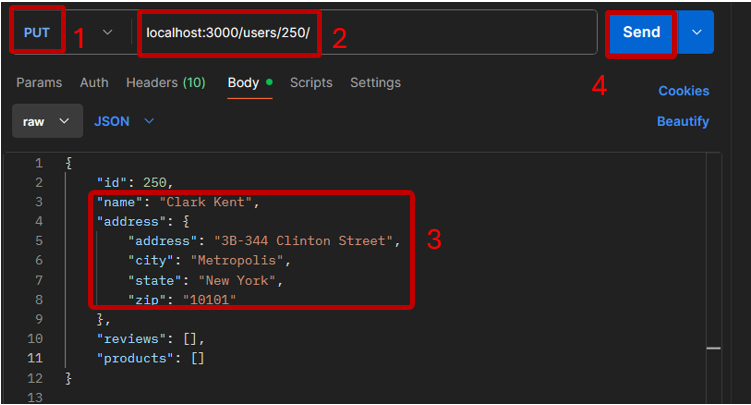 PUT 1 localhost:3000/users/250/ 2 Send
4
Params Auth Headers (10) Body Scripts Settings Cookies
raw JSON Beautify
1 {
2 "id": 250,
3 "name": "Clark Kent",
4 "address": {
5 "address": "3B-344 Clinton Street",
3
6 "city": "Metropolis",
7 "state": "New York",
8 "zip": "10101"
9 },
10 "reviews": [],
11 "products": []
12 }
13